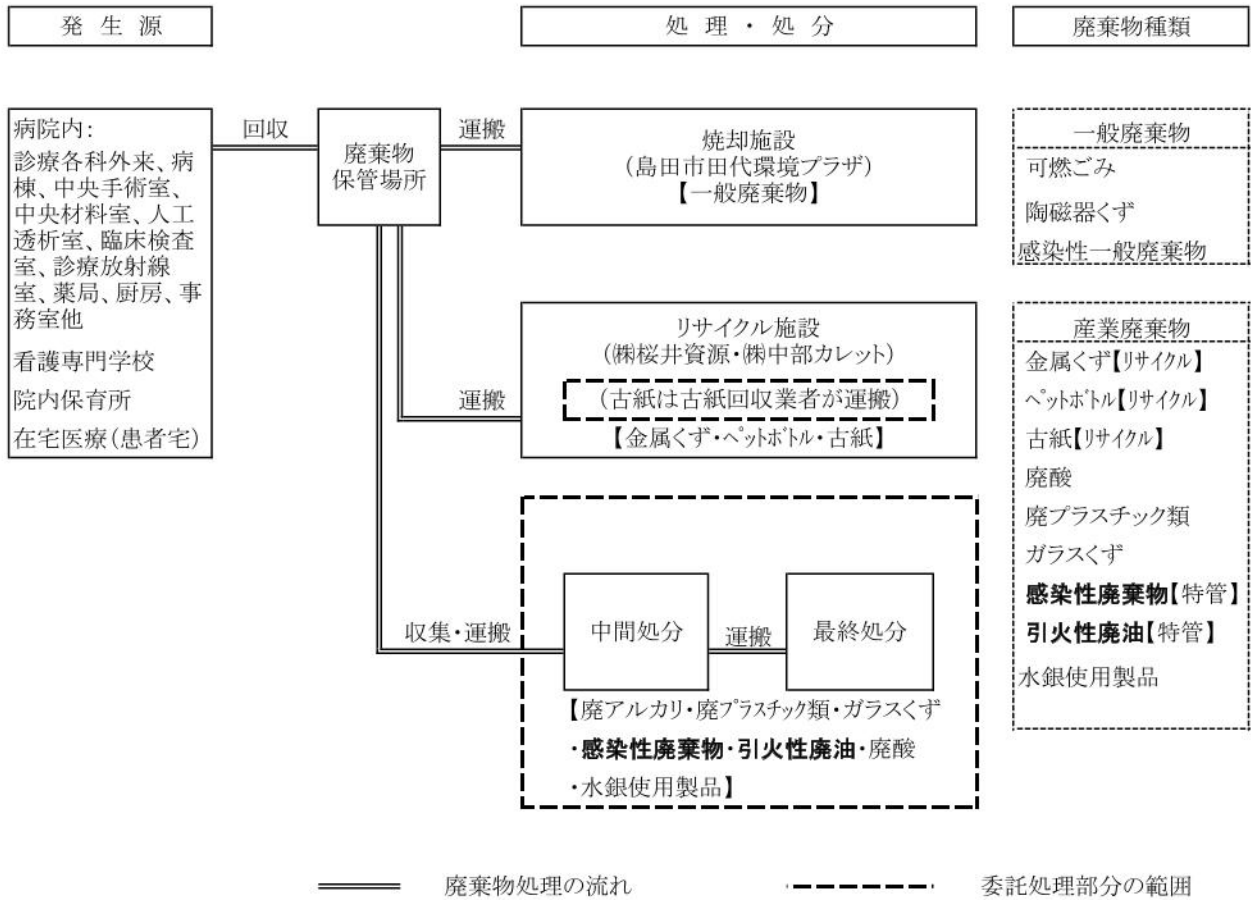 発生源
処理・処分
廃棄物種類
病院内:
診療各科外来、病
棟、中央手術室、
中央材料室、人工
透析室、臨床検査
室、診療放射線
室、薬局、厨房、事
務室他
看護専門学校
院内保育所
在宅医療(患者宅)
回収
廃棄物
保管場所
運搬
焼却施設
(島田市田代環境プラザ)
【一般廃棄物】
運搬
リサイクル施設
(㈱桜井資源・㈱中部カレット)
(古紙は古紙回収業者が運搬)
【金属くず・ペットボトル・古紙】
収集・運搬
中間処分
運搬
最終処分
【廃アルカリ・廃プラスチック類・ガラスくず
・感染性廃棄物・引火性廃油・廃酸
・水銀使用製品】
一般廃棄物
可燃ごみ
陶磁器くず
感染性一般廃棄物
産業廃棄物
金属くず【リサイクル】
ペットボトル【リサイクル】
古紙【リサイクル】
廃酸
廃プラスチック類
ガラスくず
感染性廃棄物【特管】
引火性廃油【特管】
水銀使用製品
廃棄物処理の流れ
委託処理部分の範囲